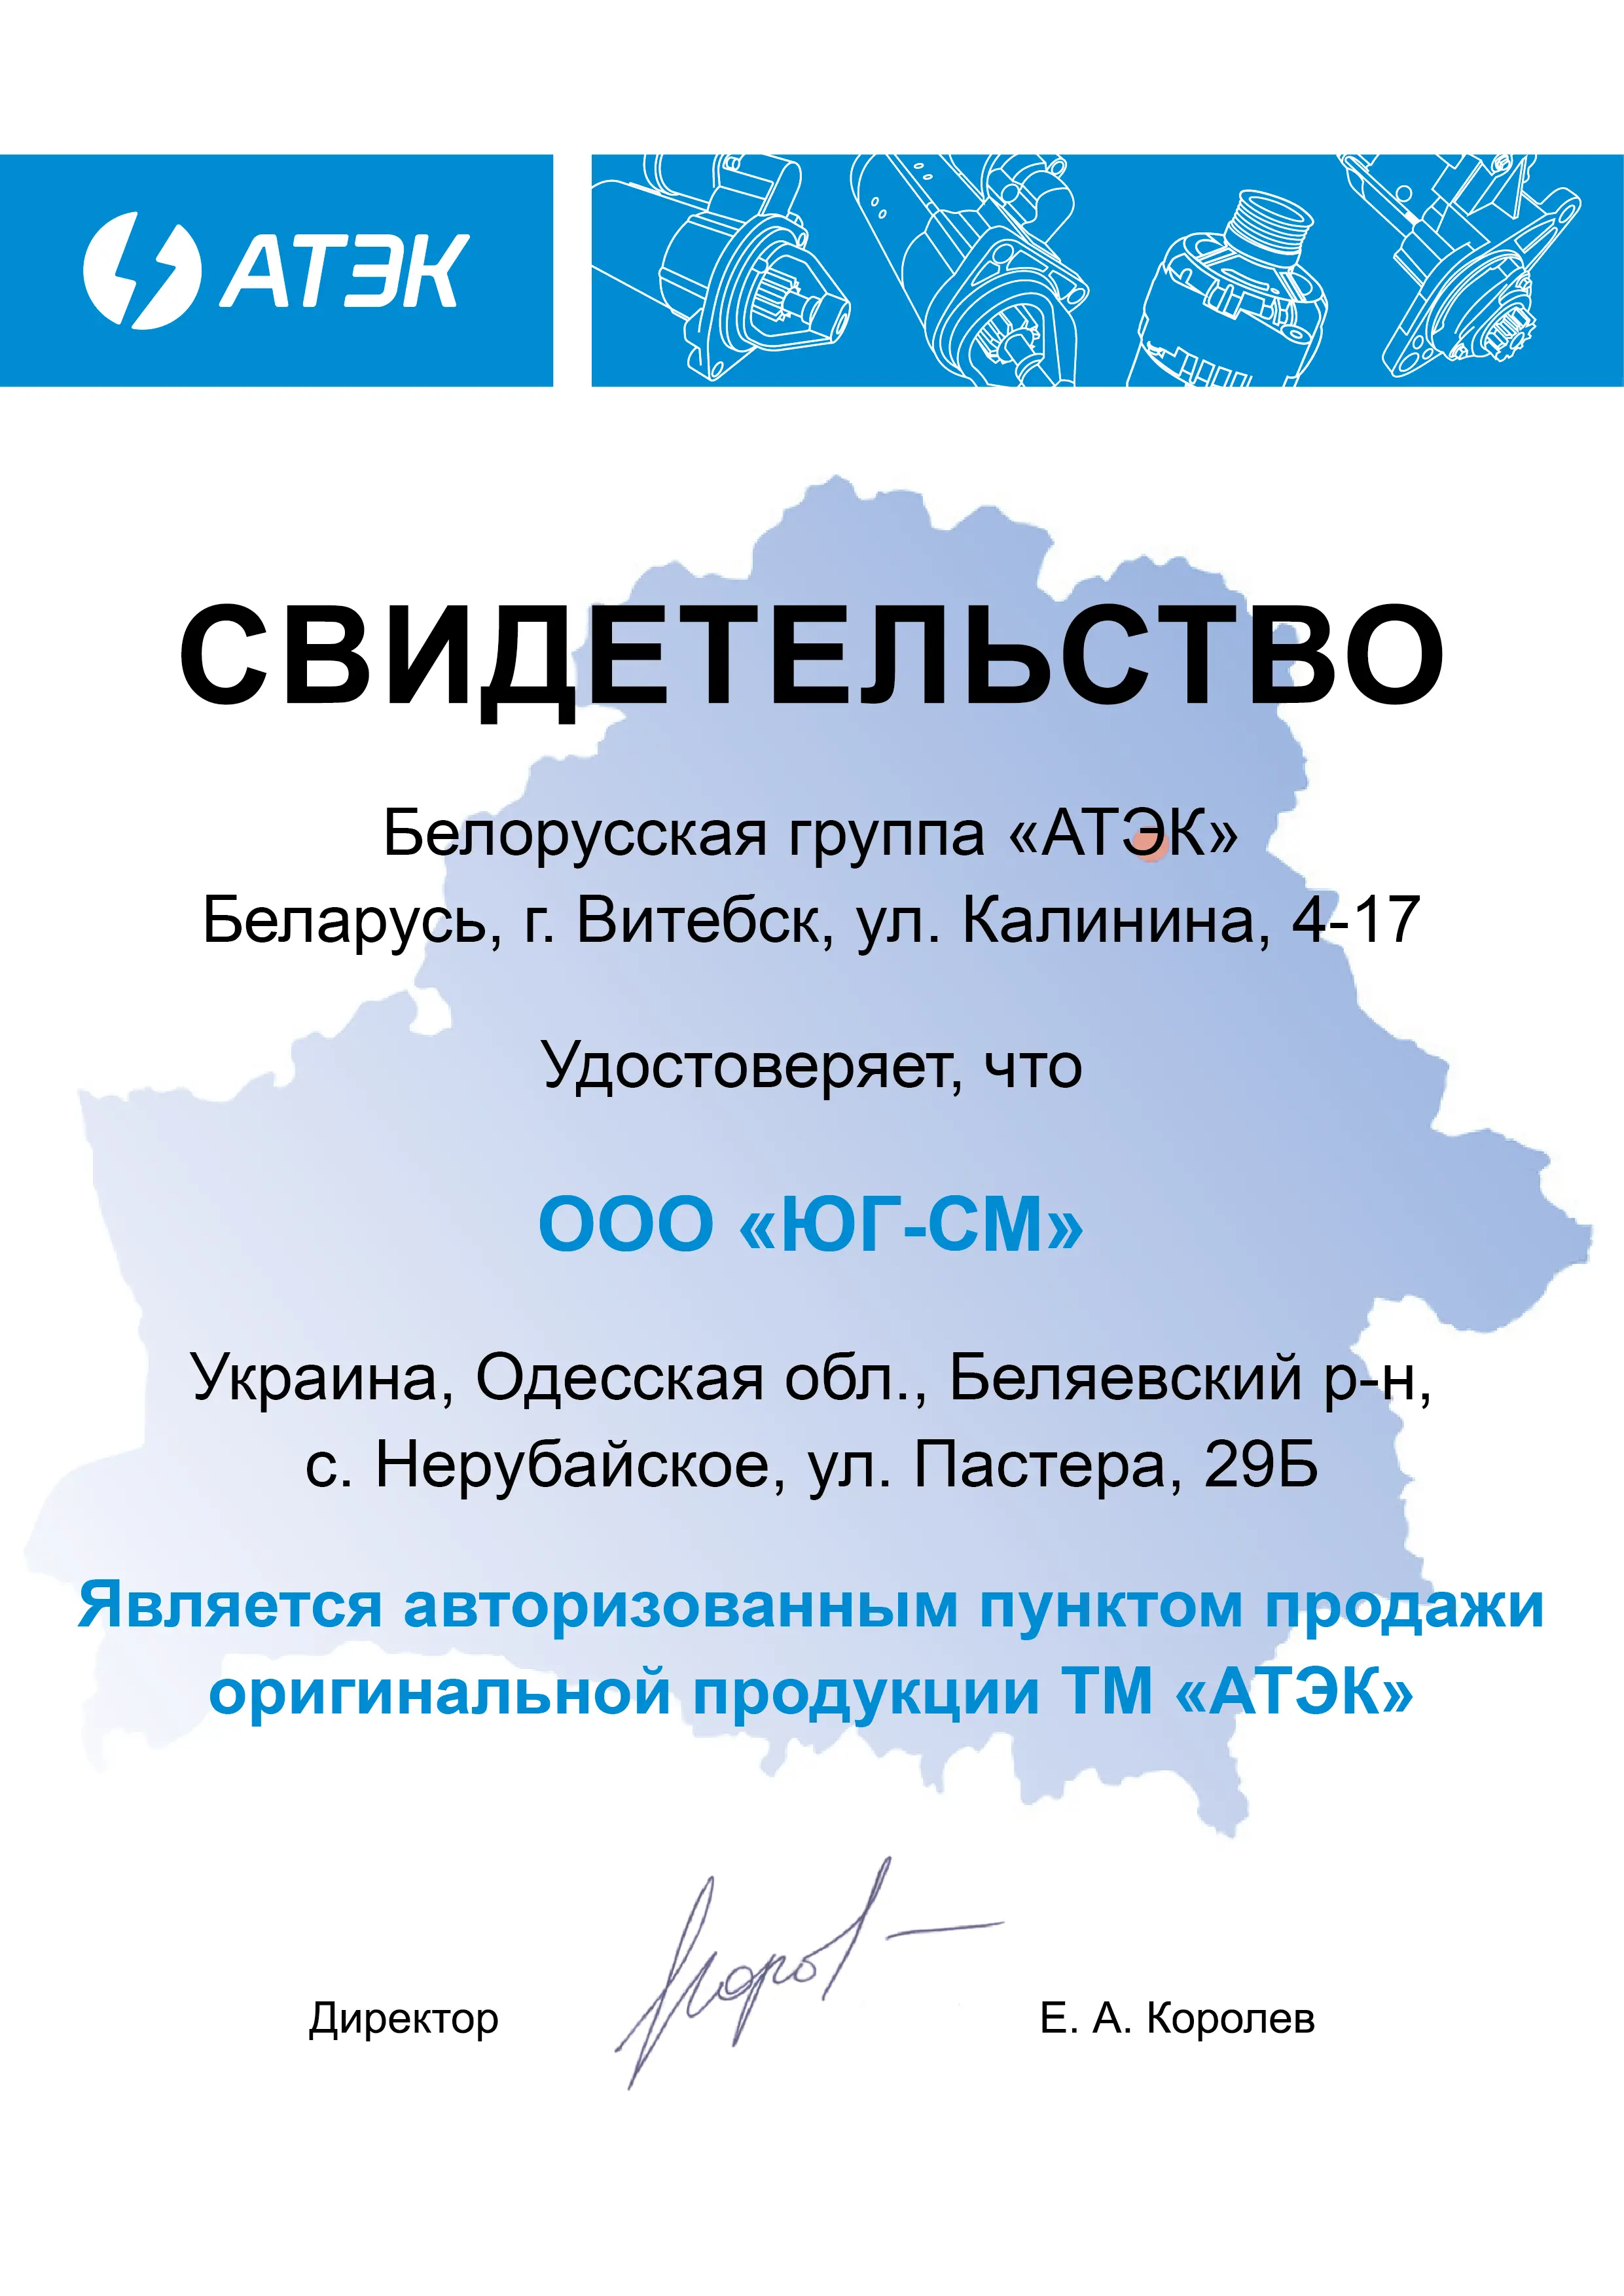 АТЭК
СВИДЕТЕЛЬСТВО
Белорусская группа «АТЭК»
Беларусь, г. Витебск, ул. Калинина, 4-17
Удостоверяет, что
ООО «ЮГ-СМ»
Украина, Одесская обл., Беляевский р-н,
с. Нерубайское, ул. Пастера, 29Б
Является авторизованным пунктом продажи
оригинальной продукции ТМ «АТЭК»
Директор
Е. А. Королев